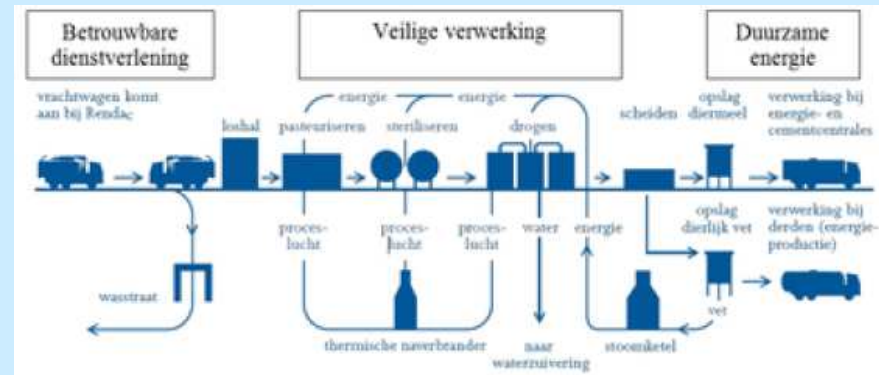 Betrouwbare
dienstverlening
Veilige verwerking
Duurzame
energie
vrachtwagen komt
aan bij Rendac
loshal
energie
energie
pasteuriseren
steriliseren
drogen
scheiden
opslag
diermeel
verwerking bij
energie- en
cementcentrales
proces-
lucht
proces-
lucht
proces-
lucht
water
energie
opslag
dierlijk vet
verwerking bij
derden (energie-
productie)
wasstraat
vet
thermische naverbrander
naar
waterzuivering
stoomketel